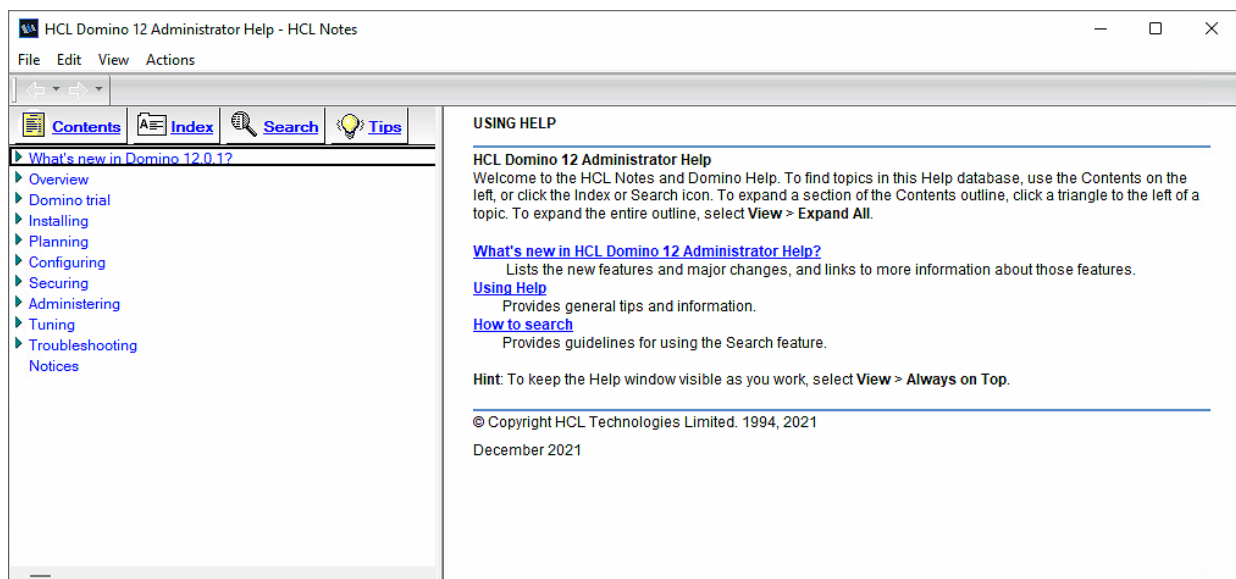 HCL Domino 12 Administrator Help - HCL Notes
File Edit View Actions
Contents Index Search Tips
What's new in Domino 12.0.1?
Overview
Domino trial
Installing
Planning
Configuring
Securing
Administering
Tuning
Troubleshooting
Notices
USING HELP
HCL Domino 12 Administrator Help
Welcome to the HCL Notes and Domino Help. To find topics in this Help database, use the Contents on the
left, or click the Index or Search icon. To expand a section of the Contents outline, click a triangle to the left of a
topic. To expand the entire outline, select View > Expand All.
What's new in HCL Domino 12 Administrator Help?
Lists the new features and major changes, and links to more information about those features.
Using Help
Provides general tips and information.
How to search
Provides guidelines for using the Search feature.
Hint: To keep the Help window visible as you work, select View > Always on Top.
© Copyright HCL Technologies Limited. 1994, 2021
December 2021